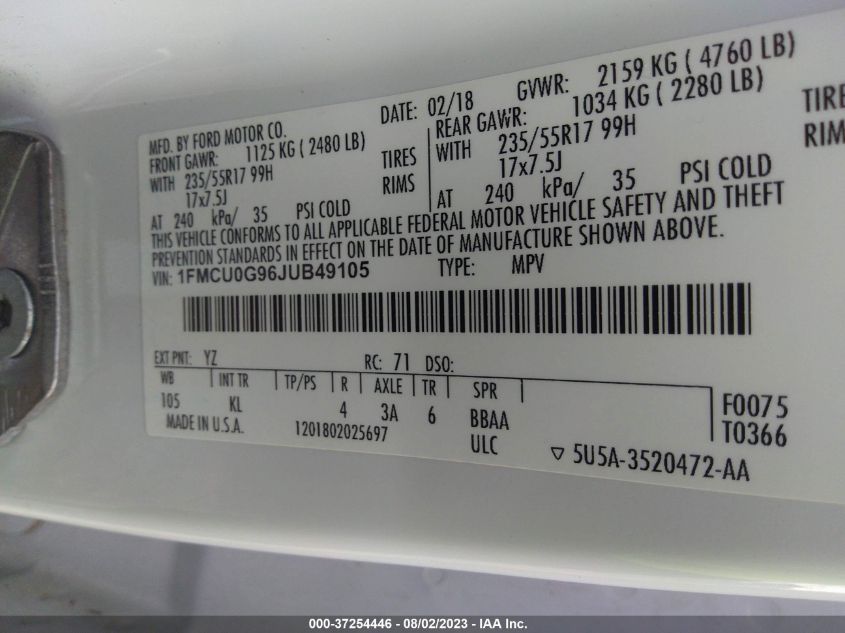 MFD. BY FORD MOTOR CO.
DATE: 02/18
GVWR: 2159 KG ( 4760 LB)
FRONT GAWR: 1125 KG ( 2480 LB)
REAR GAWR: 1034 KG ( 2280 LB)
WITH 235/55R17 99H TIRES
WITH 235/55R17 99H TIRE
17x7.5J RIMS
17x7.5J RIM
AT 240 kPa/ 35 PSI COLD
AT 240 kPa/ 35 PSI COLD
THIS VEHICLE CONFORMS TO ALL APPLICABLE FEDERAL MOTOR VEHICLE SAFETY AND THEFT
PREVENTION STANDARDS IN EFFECT ON THE DATE OF MANUFACTURE SHOWN ABOVE.
VIN: 1FMCU0G96JUB49105 TYPE: MPV
EXT PNT: YZ RC: 71 DSO:
WB INT TR TP/PS R AXLE TR SPR
105 KL 4 3A 6 BBAA
F0075
MADE IN U.S.A. 1201802025697 ULC
T0366
5U5A-3520472-AA
000-37254446 - 08/02/2023 - IAA Inc.